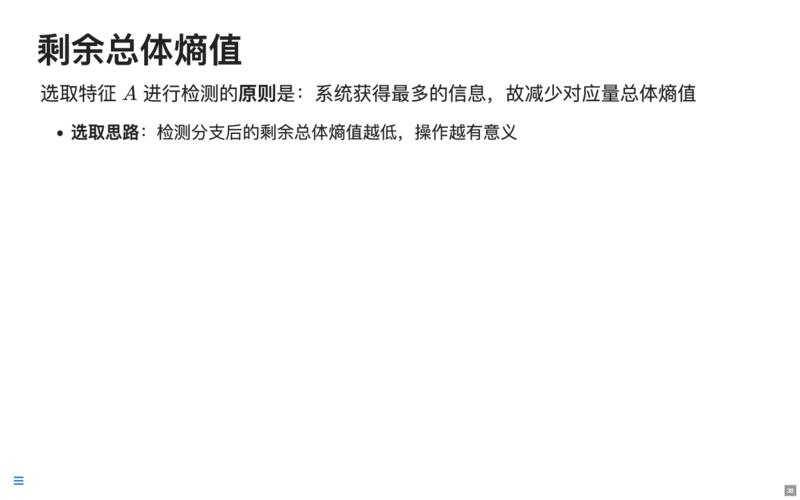 剩余总体熵值
选取特征 A 进行检测的原则是：系统获得最多的信息，故减少对应量总体熵值
• 选取思路：检测分支后的剩余总体熵值越低，操作越有意义
38